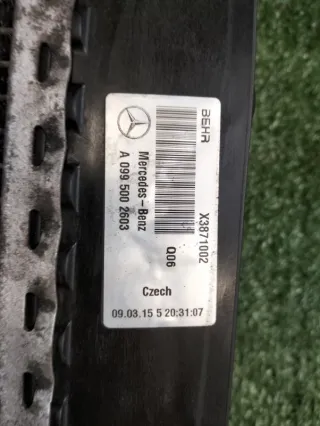 BEHR
X3871002
Q06
Mercedes-Benz
A 099 500 2603
Czech
09.03.15 5 20:31:07